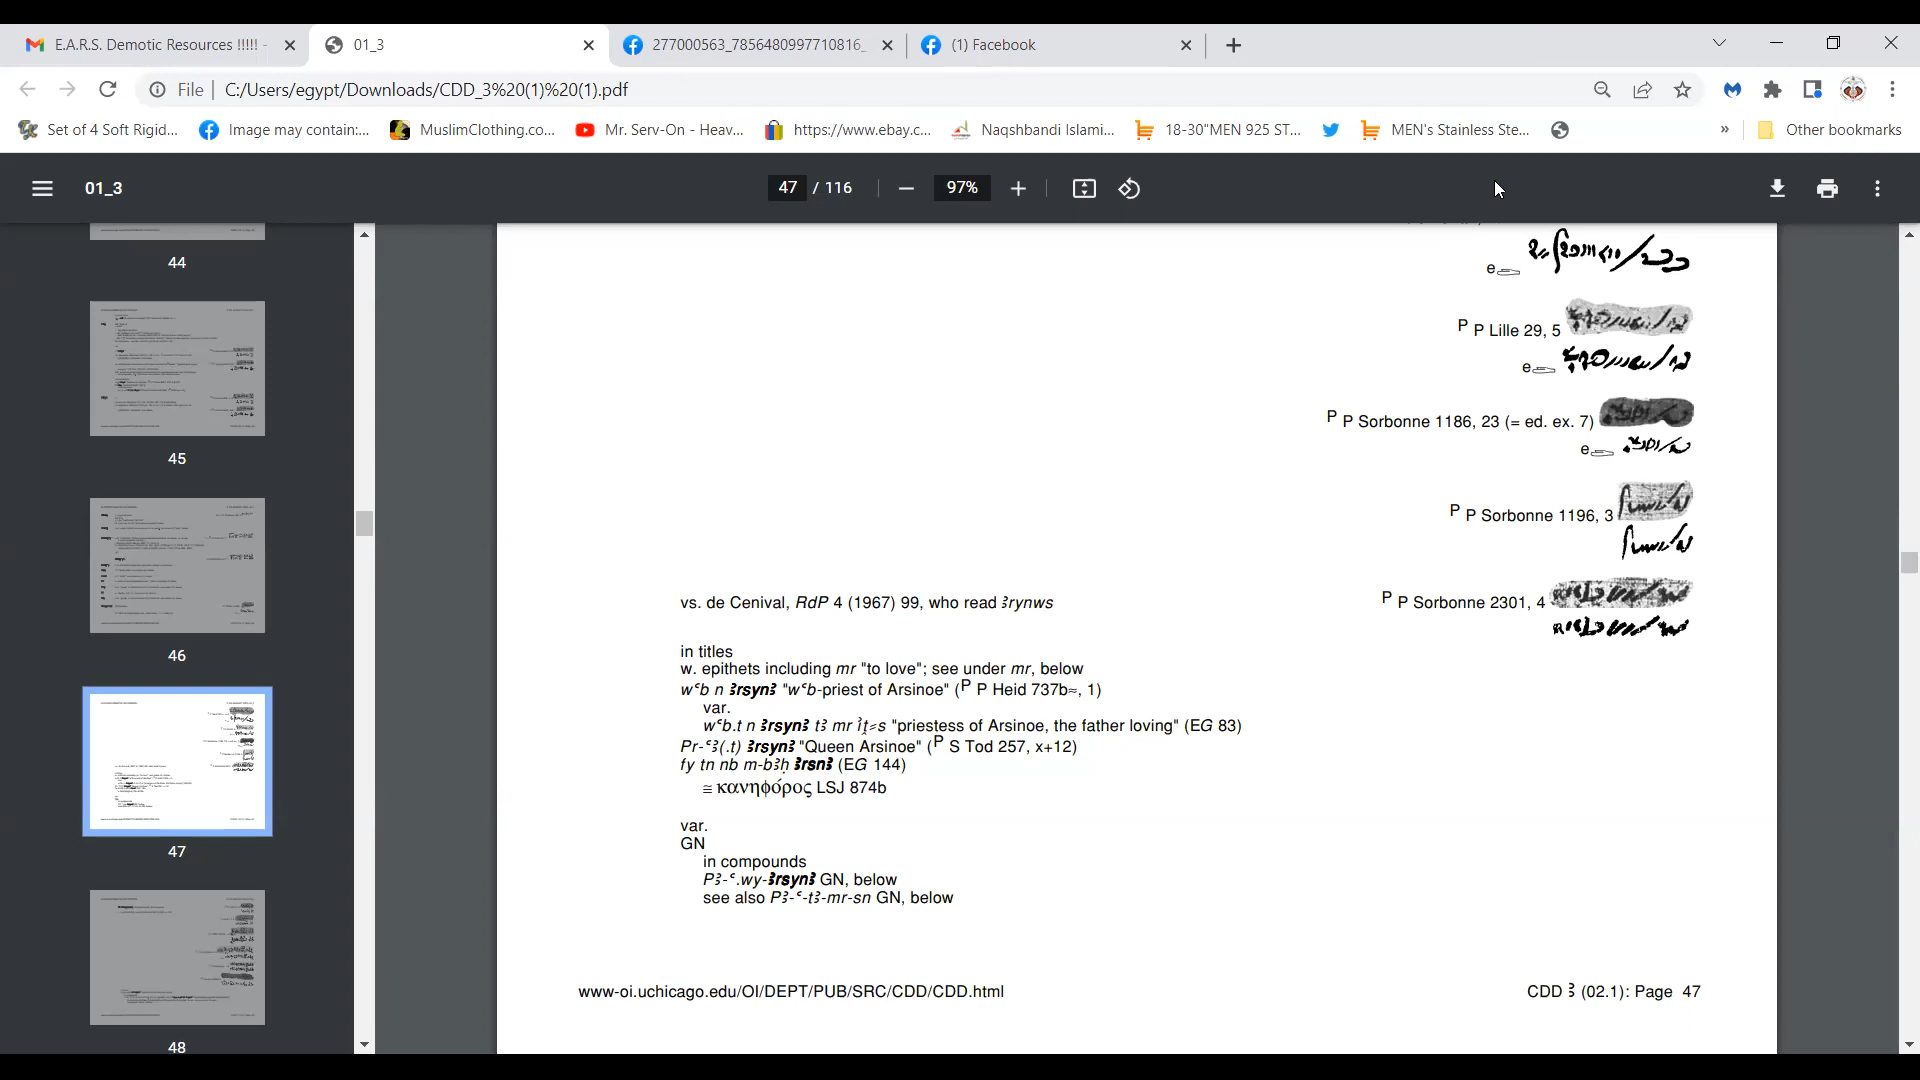 E.A.R.S. Demotic Resources !!!!! -
01_3
277000563_7856480997710816_
(1) Facebook
File
C:/Users/egypt/Downloads/CDD_3%20(1)%20(1).pdf
Set of 4 Soft Rigid...
Image may contain:...
MuslimClothing.co...
Mr. Serv-On - Heav...
https://www.ebay.c...
Naqshbandi Islami...
18-30"MEN 925 ST...
MEN's Stainless Ste...
»
Other bookmarks
01_3
47 / 116
97%
44
45
46
47
48
e
P P Lille 29, 5
e
P P Sorbonne 1186, 23 (= ed. ex. 7)
e
P P Sorbonne 1196, 3
vs. de Cenival, RdP 4 (1967) 99, who read ꜣrynws
P P Sorbonne 2301, 4
in titles
w. epithets including mr "to love"; see under mr, below
wꜥb n ꜣrsynꜣ "wꜥb-priest of Arsinoe" (P P Heid 737b≈, 1)
var.
wꜥb.t n ꜣrsynꜣ tꜣ mr ı͗ṱ⸗s "priestess of Arsinoe, the father loving" (EG 83)
Pr-ꜥꜣ(.t) ꜣrsynꜣ "Queen Arsinoe" (P S Tod 257, x+12)
fy tn nb m-bꜣḥ ꜣrsnꜣ (EG 144)
≅ κανηφόρος LSJ 874b
var.
GN
in compounds
Pꜣ-ꜥ.wy-ꜣrsynꜣ GN, below
see also Pꜣ-ꜥ-tꜣ-mr-sn GN, below
www-oi.uchicago.edu/OI/DEPT/PUB/SRC/CDD/CDD.html
CDD ꜣ (02.1): Page 47